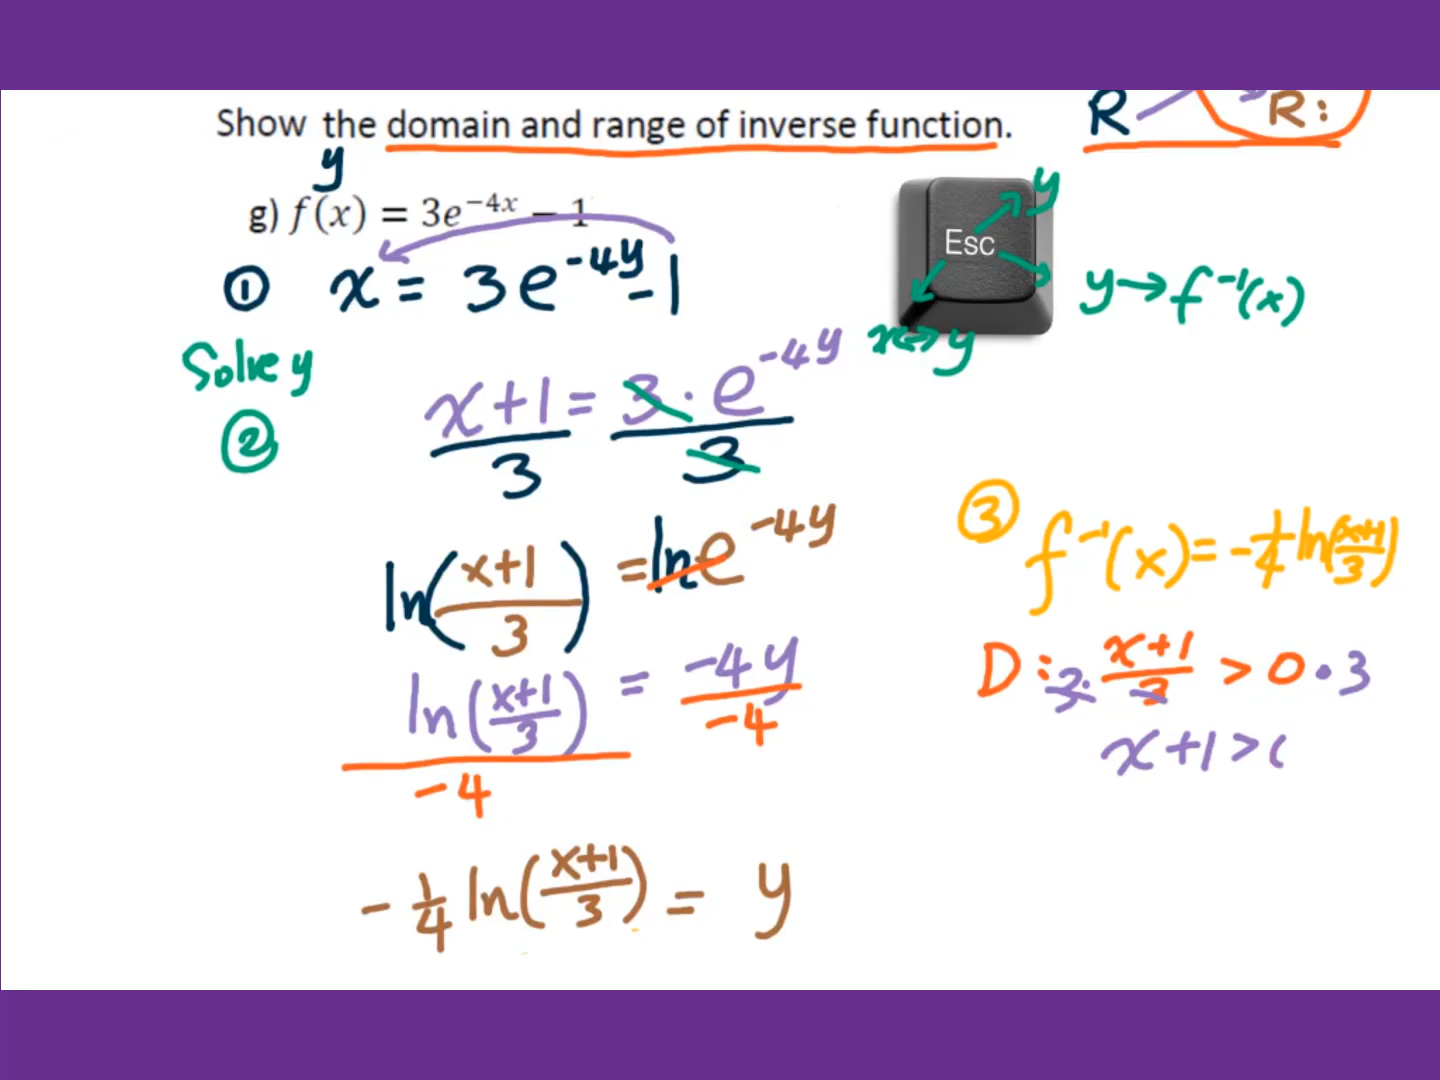 R
R:
Show the domain and range of inverse function.
y
g) f(x) = 3e^{-4x} - 1
① x = 3e^{-4y} - 1
Esc
y
x↔y
y→f^{-1}(x)
Solve y
②
x+1 = 3 · e^{-4y}
3 3
ln(x+1/3) = ln e^{-4y}
ln(x+1/3) = -4y
-4 -4
-1/4 ln(x+1/3) = y
③ f^{-1}(x) = -1/4 ln(x+1/3)
D: 3· x+1/3 > 0 · 3
x+1 >